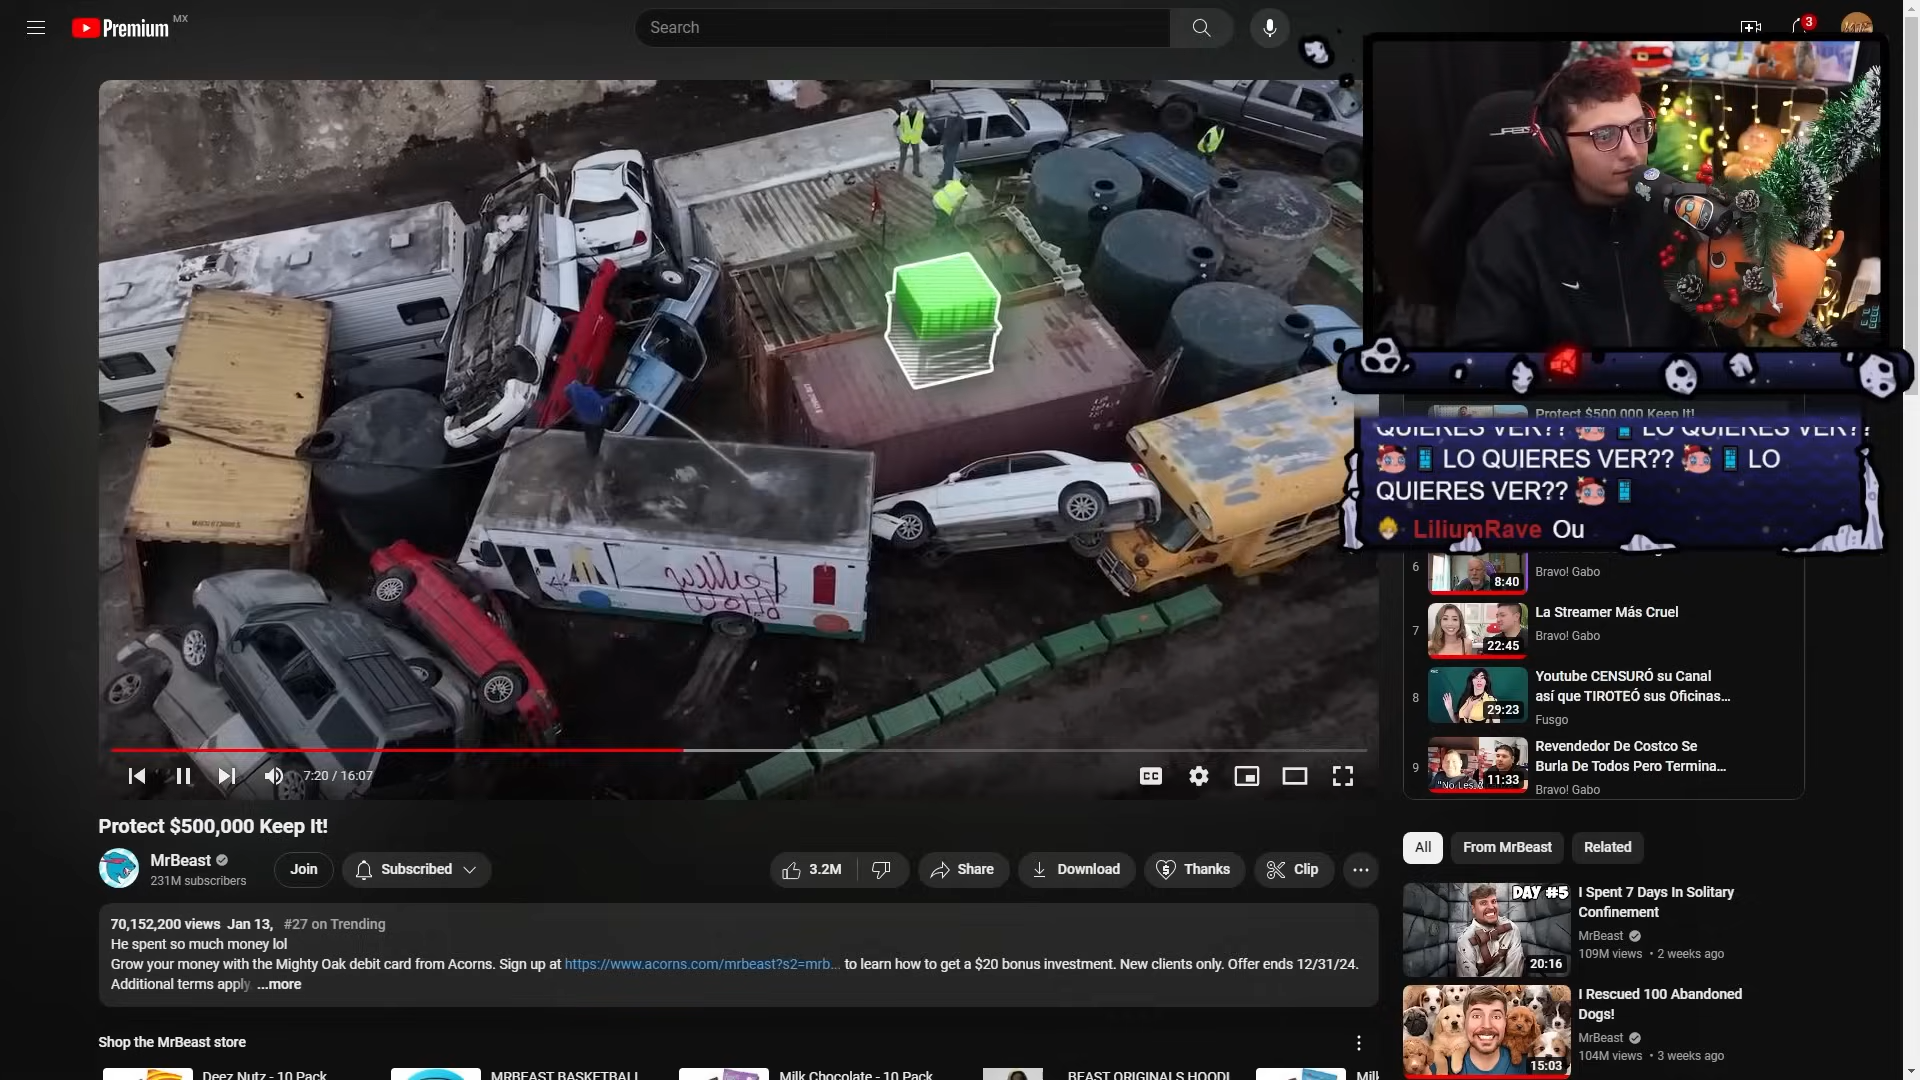 Premium MX
Search
3
Protect $500,000 Keep It!
QUIERES VER?? LO QUIERES VER??
LO QUIERES VER?? LO
QUIERES VER??
LiliumRave Ou
6
8:40
Bravo! Gabo
7
22:45
La Streamer Más Cruel
Bravo! Gabo
8
29:23
Youtube CENSURÓ su Canal
así que TIROTEÓ sus Oficinas...
Fusgo
9
11:33
Revendedor De Costco Se
Burla De Todos Pero Termina...
Bravo! Gabo
7:20 / 16:07
CC
Protect $500,000 Keep It!
MrBeast
231M subscribers
Join
Subscribed
3.2M
Share
Download
Thanks
Clip
70,152,200 views Jan 13, #27 on Trending
He spent so much money lol
Grow your money with the Mighty Oak debit card from Acorns. Sign up at https://www.acorns.com/mrbeast?s2=mrb... to learn how to get a $20 bonus investment. New clients only. Offer ends 12/31/24.
Additional terms apply. ...more
Shop the MrBeast store
Deez Nutz - 10 Pack
MRBEAST BASKETBALL
Milk Chocolate - 10 Pack
BEAST ORIGINALS HOODI
All
From MrBeast
Related
DAY #5
20:16
I Spent 7 Days In Solitary
Confinement
MrBeast
109M views • 2 weeks ago
15:03
I Rescued 100 Abandoned
Dogs!
MrBeast
104M views • 3 weeks ago